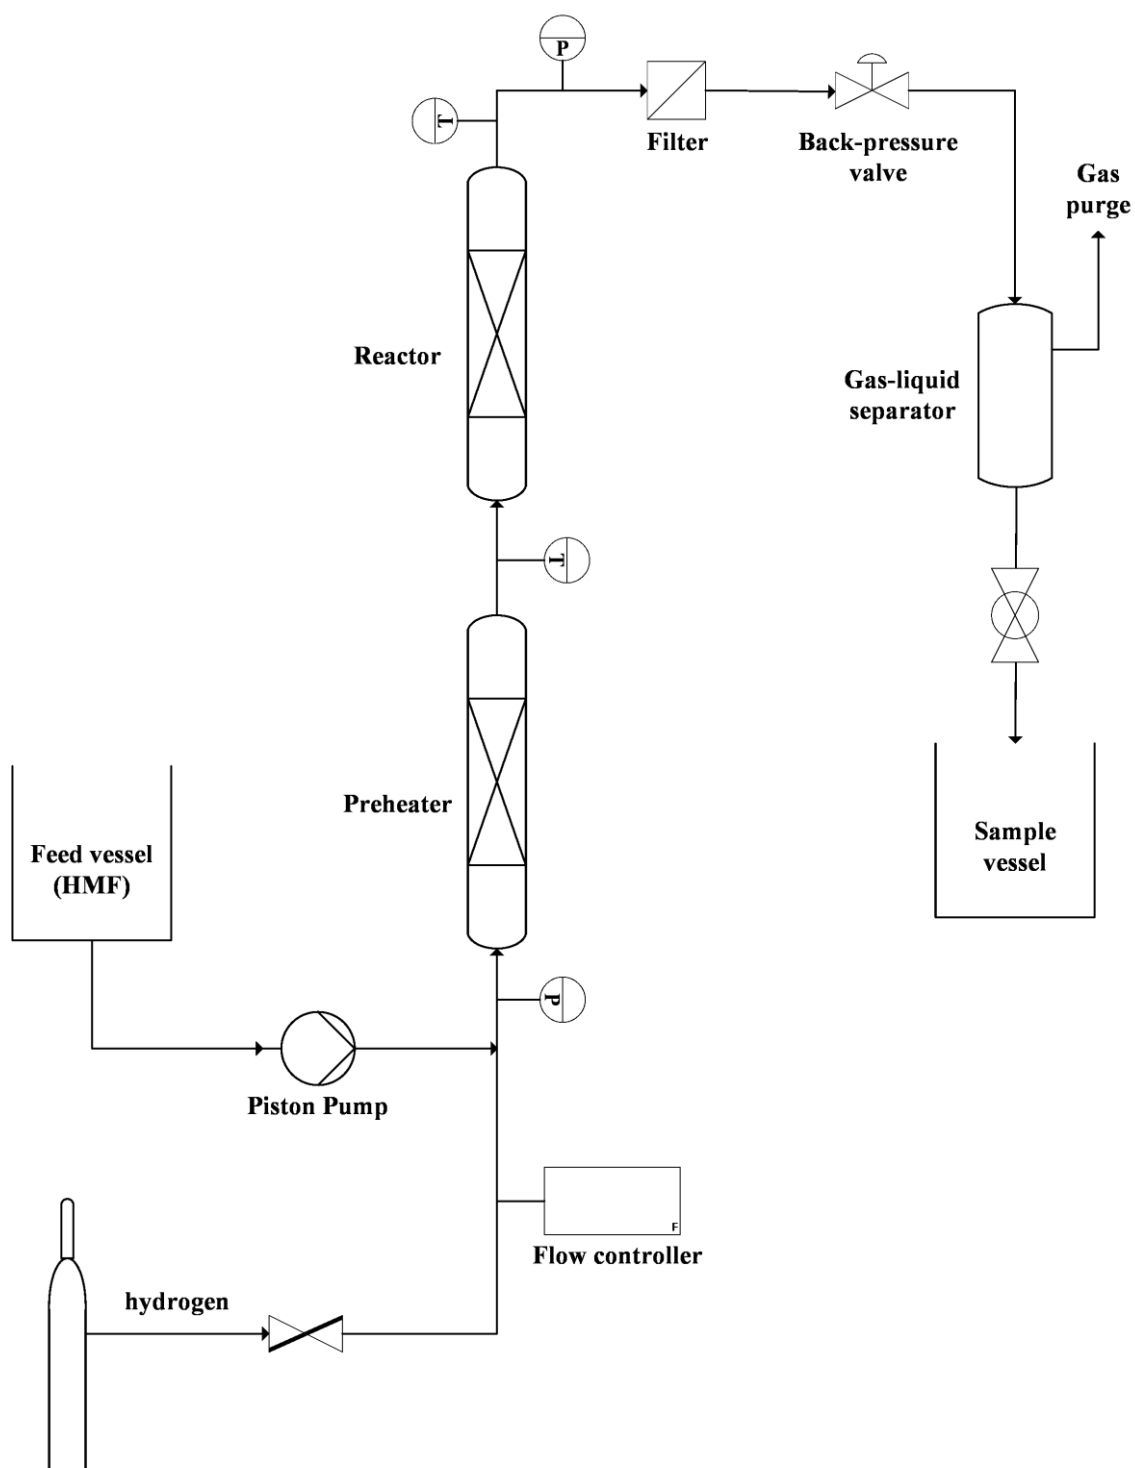 P
T
Filter
Back-pressure
valve
Gas
purge
Reactor
Gas-liquid
separator
T
Preheater
Feed vessel
(HMF)
Sample
vessel
P
Piston Pump
F
Flow controller
hydrogen